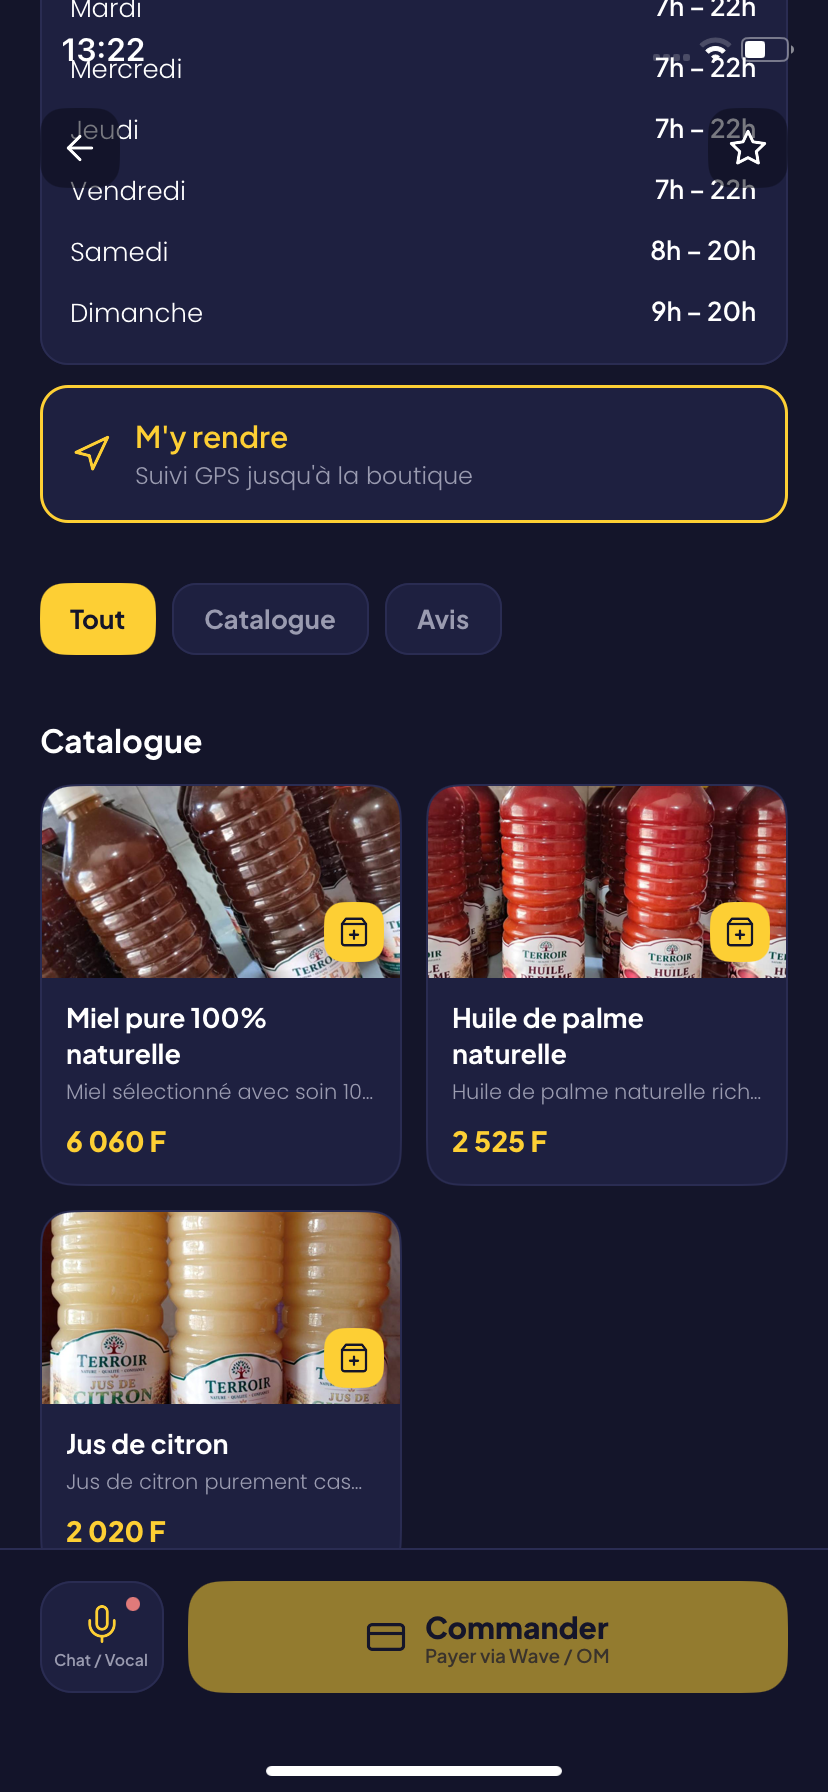 Mardi 7h – 22h
13:22
Mercredi 7h – 22h
Jeudi 7h – 22h
Vendredi 7h – 22h
Samedi 8h – 20h
Dimanche 9h – 20h
M'y rendre
Suivi GPS jusqu'à la boutique
Tout Catalogue Avis
Catalogue
TERROIR
HUILE
TERROIR
HUILE
Miel pure 100%
naturelle
Miel sélectionné avec soin 10...
6 060 F
Huile de palme
naturelle
Huile de palme naturelle rich...
2 525 F
TERROIR
JUS DE
CITRON
TERROIR
JUS DE
Jus de citron
Jus de citron purement cas...
2 020 F
Chat / Vocal
Commander
Payer via Wave / OM